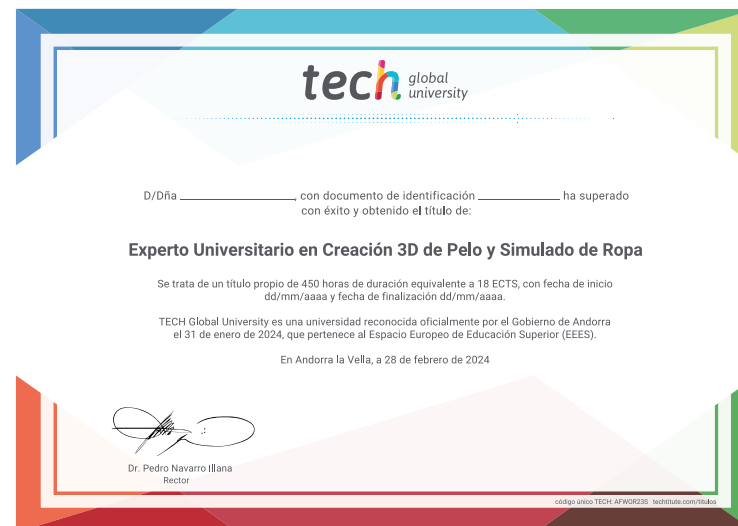 tech global university
D/Dña ______________, con documento de identificación __________ ha superado
con éxito y obtenido el título de:
Experto Universitario en Creación 3D de Pelo y Simulado de Ropa
Se trata de un título propio de 450 horas de duración equivalente a 18 ECTS, con fecha de inicio
dd/mm/aaaa y fecha de finalización dd/mm/aaaa.
TECH Global University es una universidad reconocida oficialmente por el Gobierno de Andorra
el 31 de enero de 2024, que pertenece al Espacio Europeo de Educación Superior (EEES).
En Andorra la Vella, a 28 de febrero de 2024
Dr. Pedro Navarro Illana
Rector
código único TECH: AFWOR23S techtitute.com/titulos